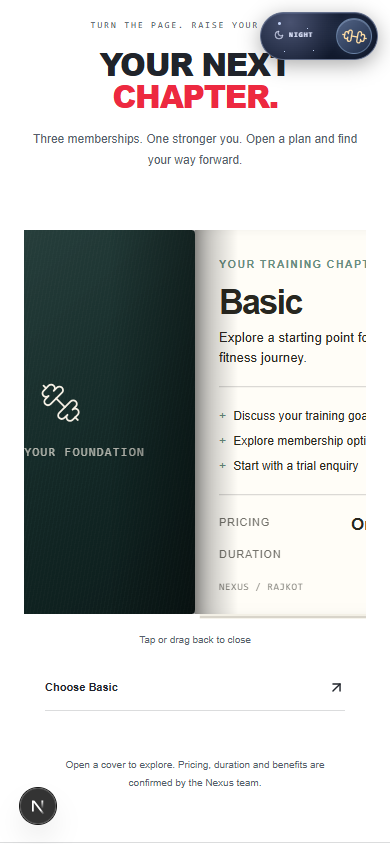 TURN THE PAGE. RAISE YOUR
NIGHT
YOUR NEXT
CHAPTER.
Three memberships. One stronger you. Open a plan and find
your way forward.
YOUR TRAINING CHAPT
Basic
Explore a starting point fo
fitness journey.
+ Discuss your training goa
+ Explore membership opti
+ Start with a trial enquiry
YOUR FOUNDATION
PRICING
DURATION
NEXUS / RAJKOT
Tap or drag back to close
Choose Basic
Open a cover to explore. Pricing, duration and benefits are
confirmed by the Nexus team.
N